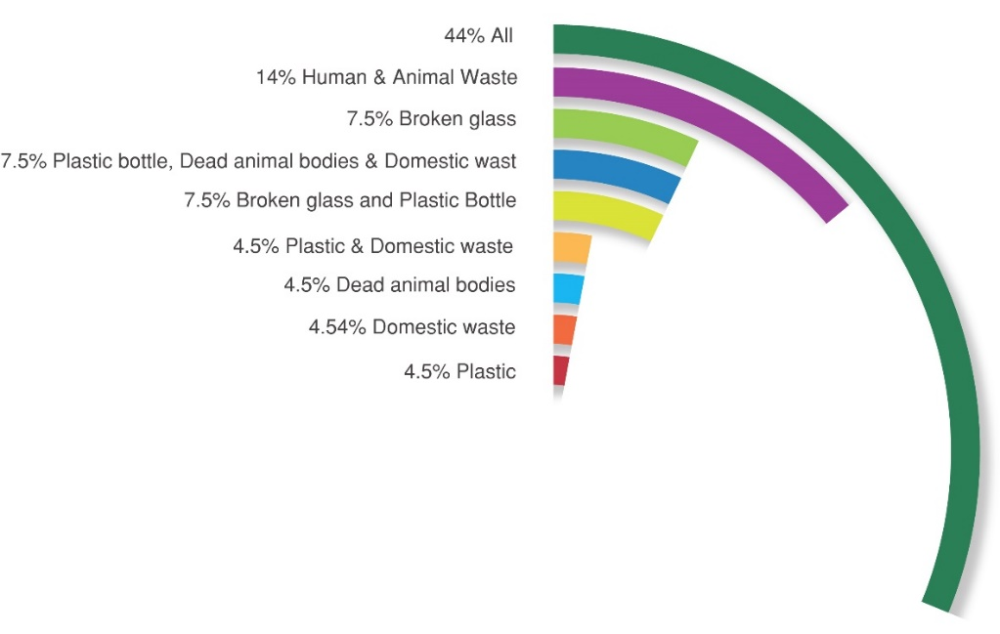 44% All
14% Human & Animal Waste
7.5% Broken glass
7.5% Plastic bottle, Dead animal bodies & Domestic wast
7.5% Broken glass and Plastic Bottle
4.5% Plastic & Domestic waste
4.5% Dead animal bodies
4.54% Domestic waste
4.5% Plastic